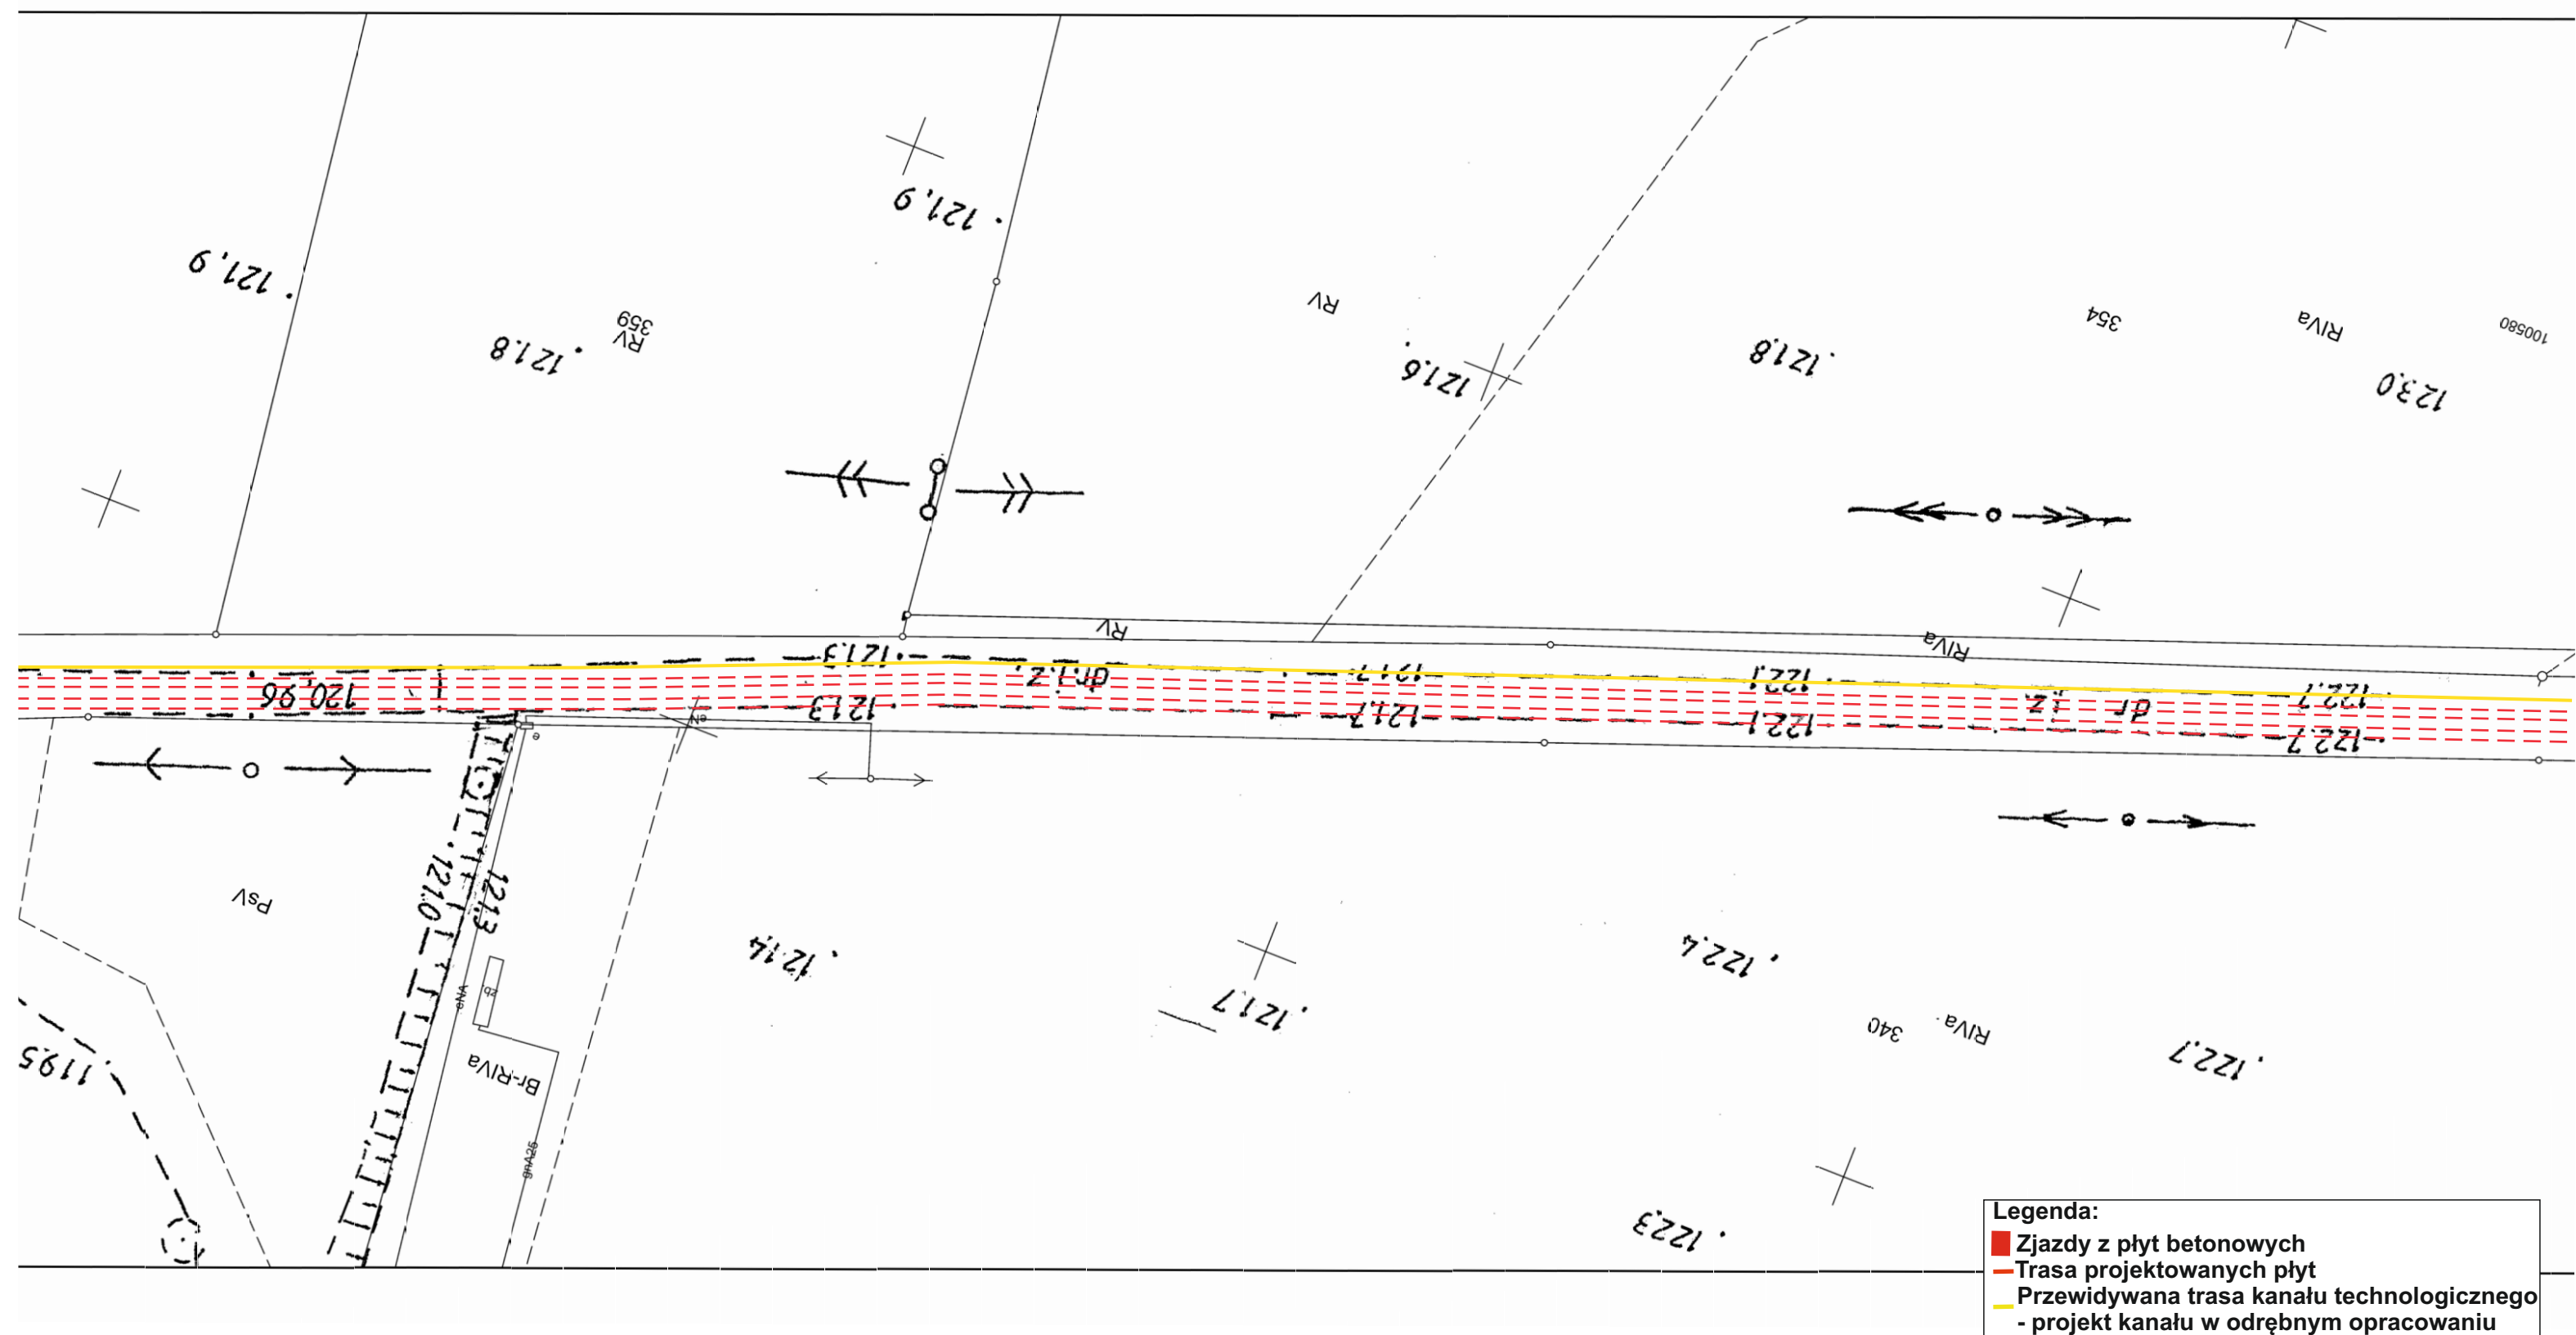 121,9
121,9
121.8
RV
359
RV
121.6
121.8
354
RIVa
100580
123.0
RV
RIVa
121.3
dr.i.z.
121.7
122.1
dr i.z.
122.7
120,96
121.3
eN
121.7
122.1
122.7
e
PsV
121.0
121.3
121.4
eNA
zb
Br-RIVa
gnA25
119.5
121.7
122.4
340
RIVa
122.7
122.3
Legenda:
Zjazdy z płyt betonowych
Trasa projektowanych płyt
Przewidywana trasa kanału technologicznego
- projekt kanału w odrębnym opracowaniu